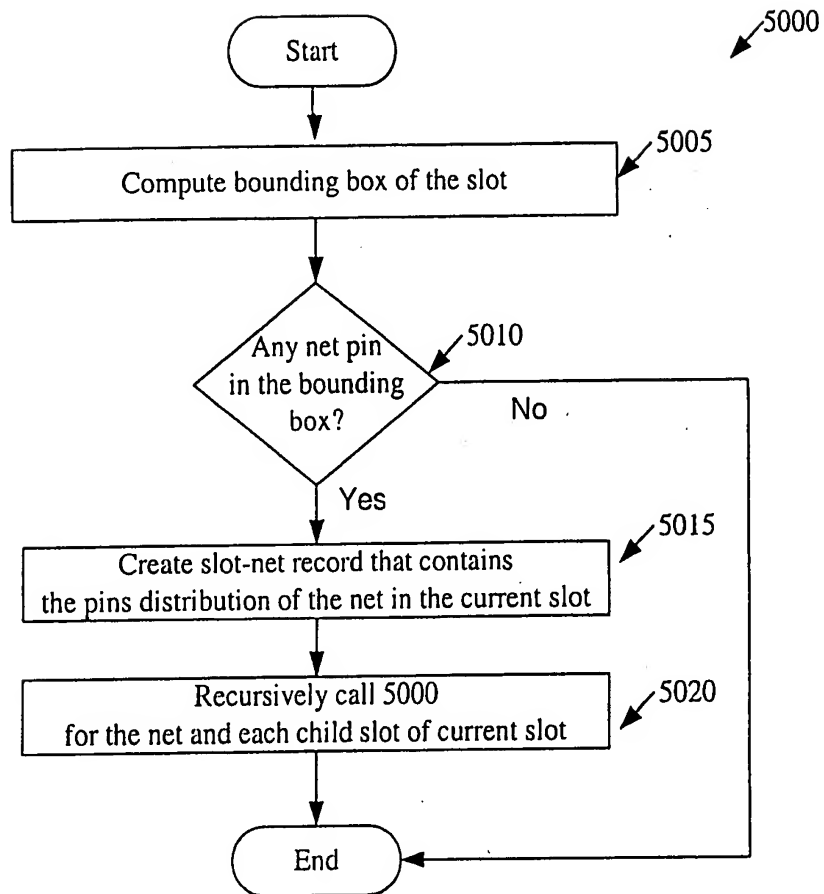 5000
Start
5005
Compute bounding box of the slot
5010
Any net pin
in the bounding
box?
No
Yes
5015
Create slot-net record that contains
the pins distribution of the net in the current slot
5020
Recursively call 5000
for the net and each child slot of current slot
End